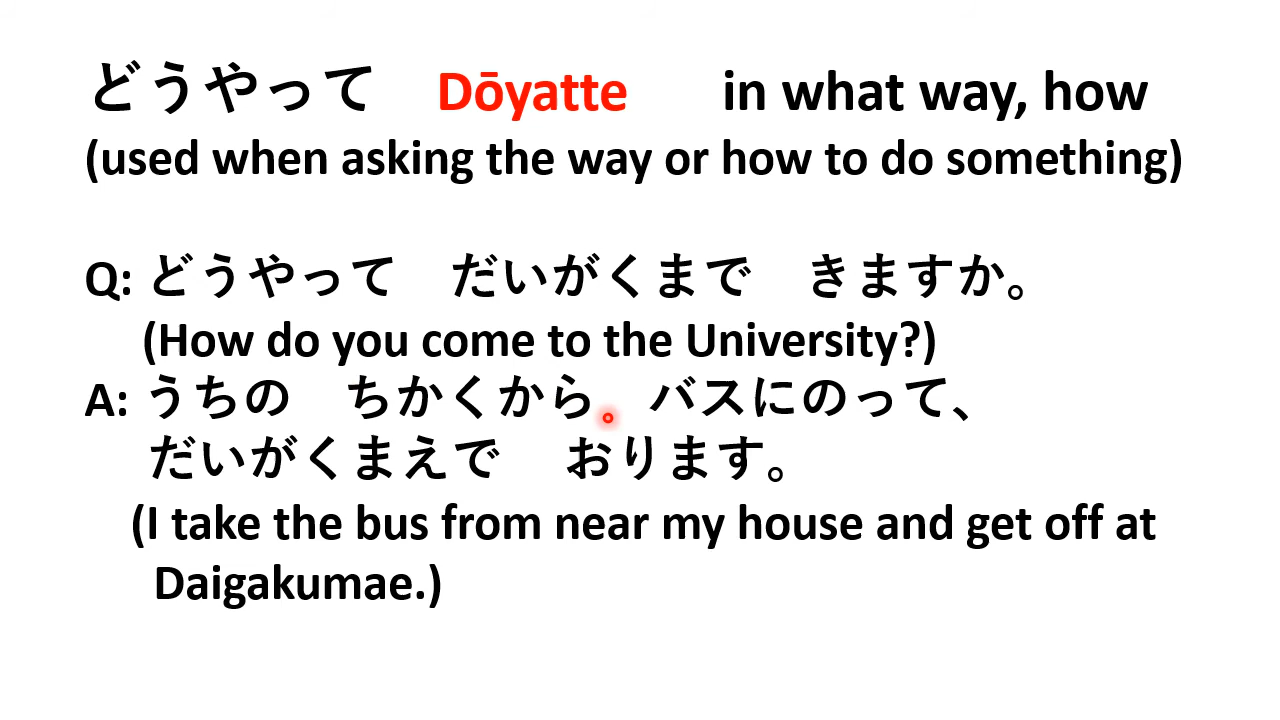 どうやって Dōyatte in what way, how
(used when asking the way or how to do something)
Q: どうやって だいがくまで きますか。
(How do you come to the University?)
A: うちの ちかくから バスにのって、
だいがくまえで おります。
(I take the bus from near my house and get off at
Daigakumae.)